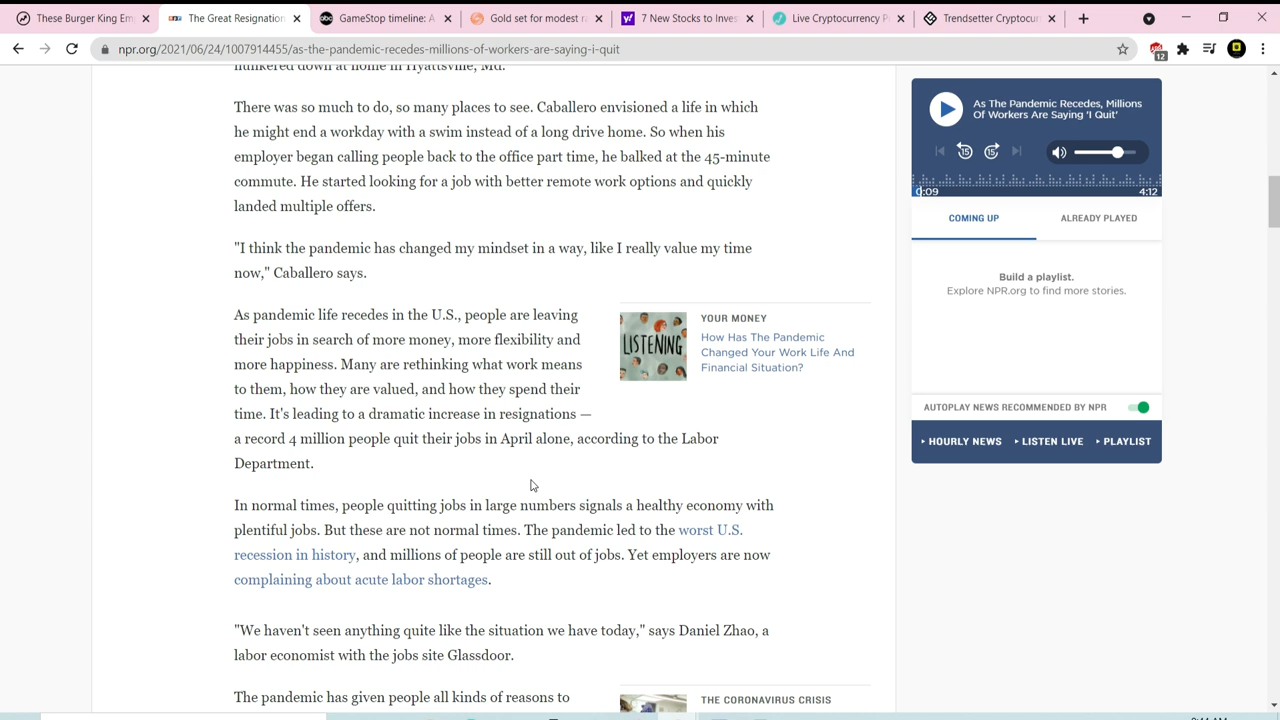 These Burger King Em
The Great Resignation
GameStop timeline: A
Gold set for modest r
7 New Stocks to Inves
Live Cryptocurrency P
Trendsetter Cryptocur
npr.org/2021/06/24/1007914455/as-the-pandemic-recedes-millions-of-workers-are-saying-i-quit
12
hunkered down at home in Hyattsville, Md.
There was so much to do, so many places to see. Caballero envisioned a life in which
he might end a workday with a swim instead of a long drive home. So when his
employer began calling people back to the office part time, he balked at the 45-minute
commute. He started looking for a job with better remote work options and quickly
landed multiple offers.
"I think the pandemic has changed my mindset in a way, like I really value my time
now," Caballero says.
As pandemic life recedes in the U.S., people are leaving
their jobs in search of more money, more flexibility and
more happiness. Many are rethinking what work means
to them, how they are valued, and how they spend their
time. It's leading to a dramatic increase in resignations —
a record 4 million people quit their jobs in April alone, according to the Labor
Department.
LISTENING
YOUR MONEY
How Has The Pandemic
Changed Your Work Life And
Financial Situation?
In normal times, people quitting jobs in large numbers signals a healthy economy with
plentiful jobs. But these are not normal times. The pandemic led to the worst U.S.
recession in history, and millions of people are still out of jobs. Yet employers are now
complaining about acute labor shortages.
"We haven't seen anything quite like the situation we have today," says Daniel Zhao, a
labor economist with the jobs site Glassdoor.
The pandemic has given people all kinds of reasons to
THE CORONAVIRUS CRISIS
As The Pandemic Recedes, Millions
Of Workers Are Saying 'I Quit'
15
15
0:09
4:12
COMING UP
ALREADY PLAYED
Build a playlist.
Explore NPR.org to find more stories.
AUTOPLAY NEWS RECOMMENDED BY NPR
HOURLY NEWS
LISTEN LIVE
PLAYLIST